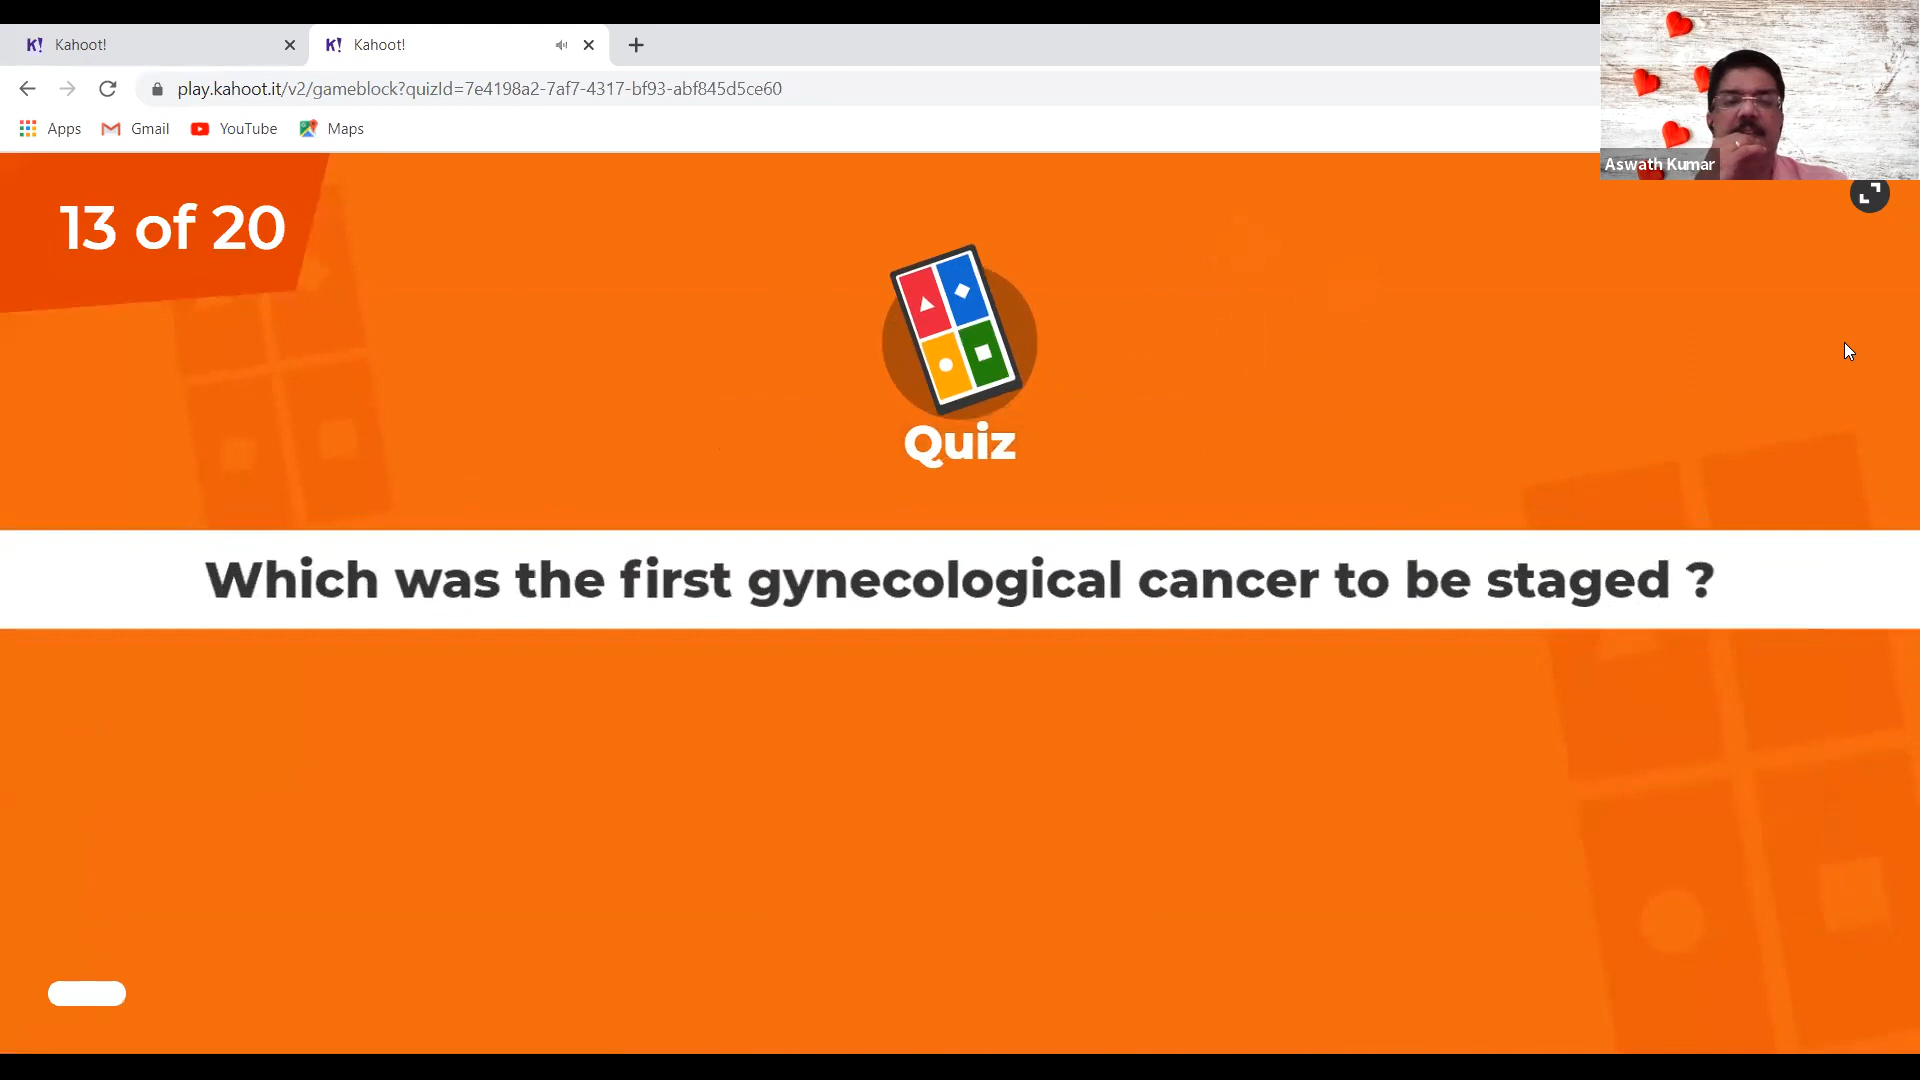 K! Kahoot!
K! Kahoot!
play.kahoot.it/v2/gameblock?quizId=7e4198a2-7af7-4317-bf93-abf845d5ce60
Apps
Gmail
YouTube
Maps
Aswath Kumar
13 of 20
Quiz
Which was the first gynecological cancer to be staged ?